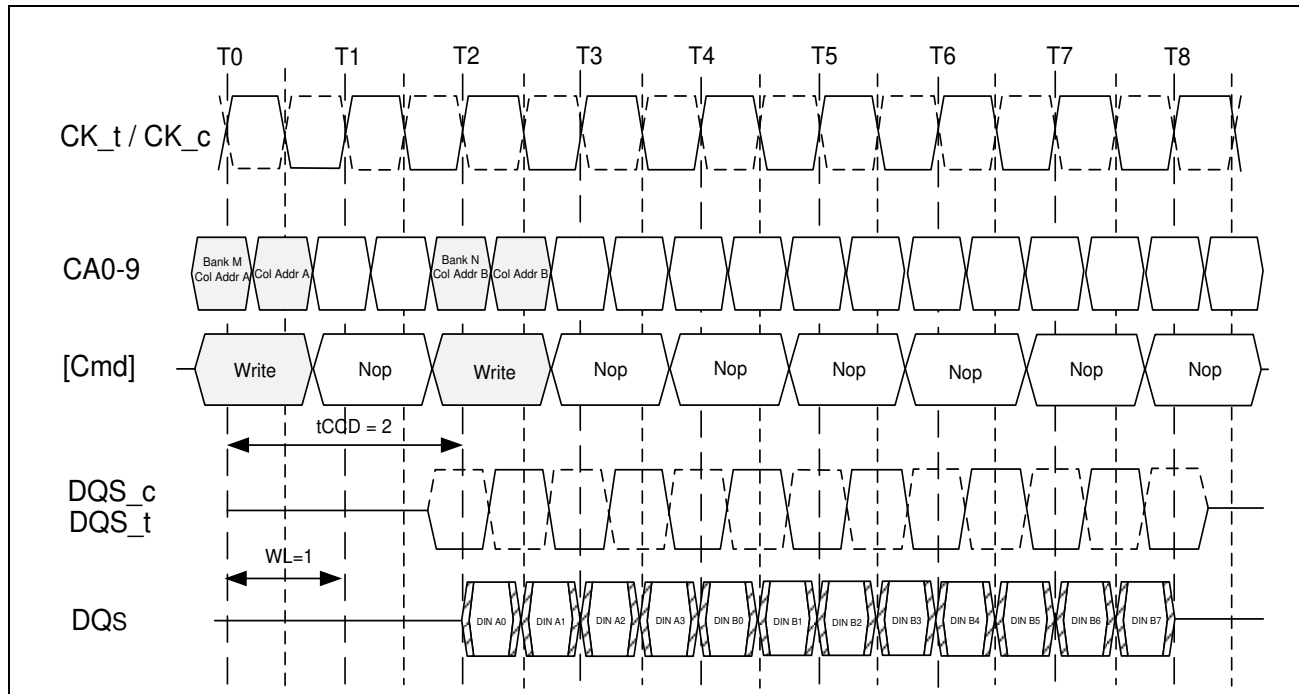 T0 T1 T2 T3 T4 T5 T6 T7 T8
CK_t / CK_c
CA0-9
Bank M
Col Addr A
Col Addr A
Bank N
Col Addr B
Col Addr B
[Cmd]
Write Nop Write Nop Nop Nop Nop Nop Nop
tCCD = 2
DQS_c
DQS_t
WL=1
DQs
DIN A0 DIN A1 DIN A2 DIN A3 DIN B0 DIN B1 DIN B2 DIN B3 DIN B4 DIN B5 DIN B6 DIN B7